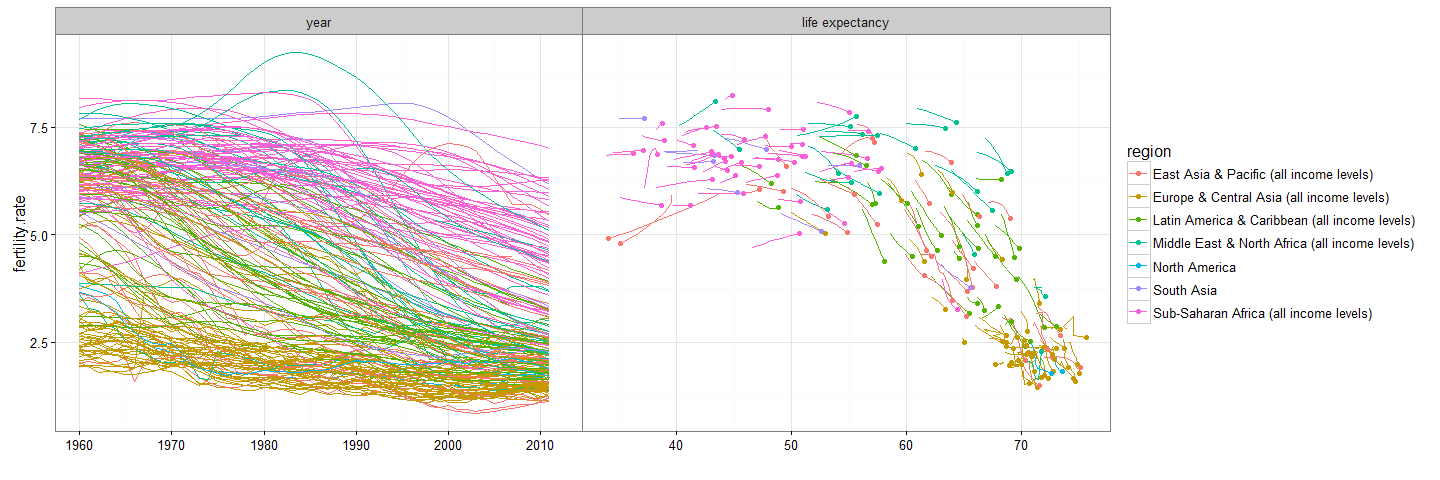 year
life expectancy
fertility.rate
7.5
5.0
2.5
1960
1970
1980
1990
2000
2010
40
50
60
70
region
East Asia & Pacific (all income levels)
Europe & Central Asia (all income levels)
Latin America & Caribbean (all income levels)
Middle East & North Africa (all income levels)
North America
South Asia
Sub-Saharan Africa (all income levels)